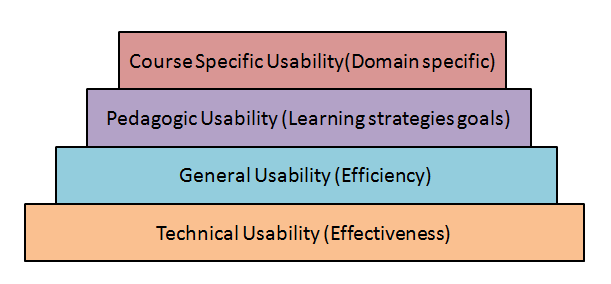 Course Specific Usability(Domain specific)
Pedagogic Usability (Learning strategies goals)
General Usability (Efficiency)
Technical Usability (Effectiveness)